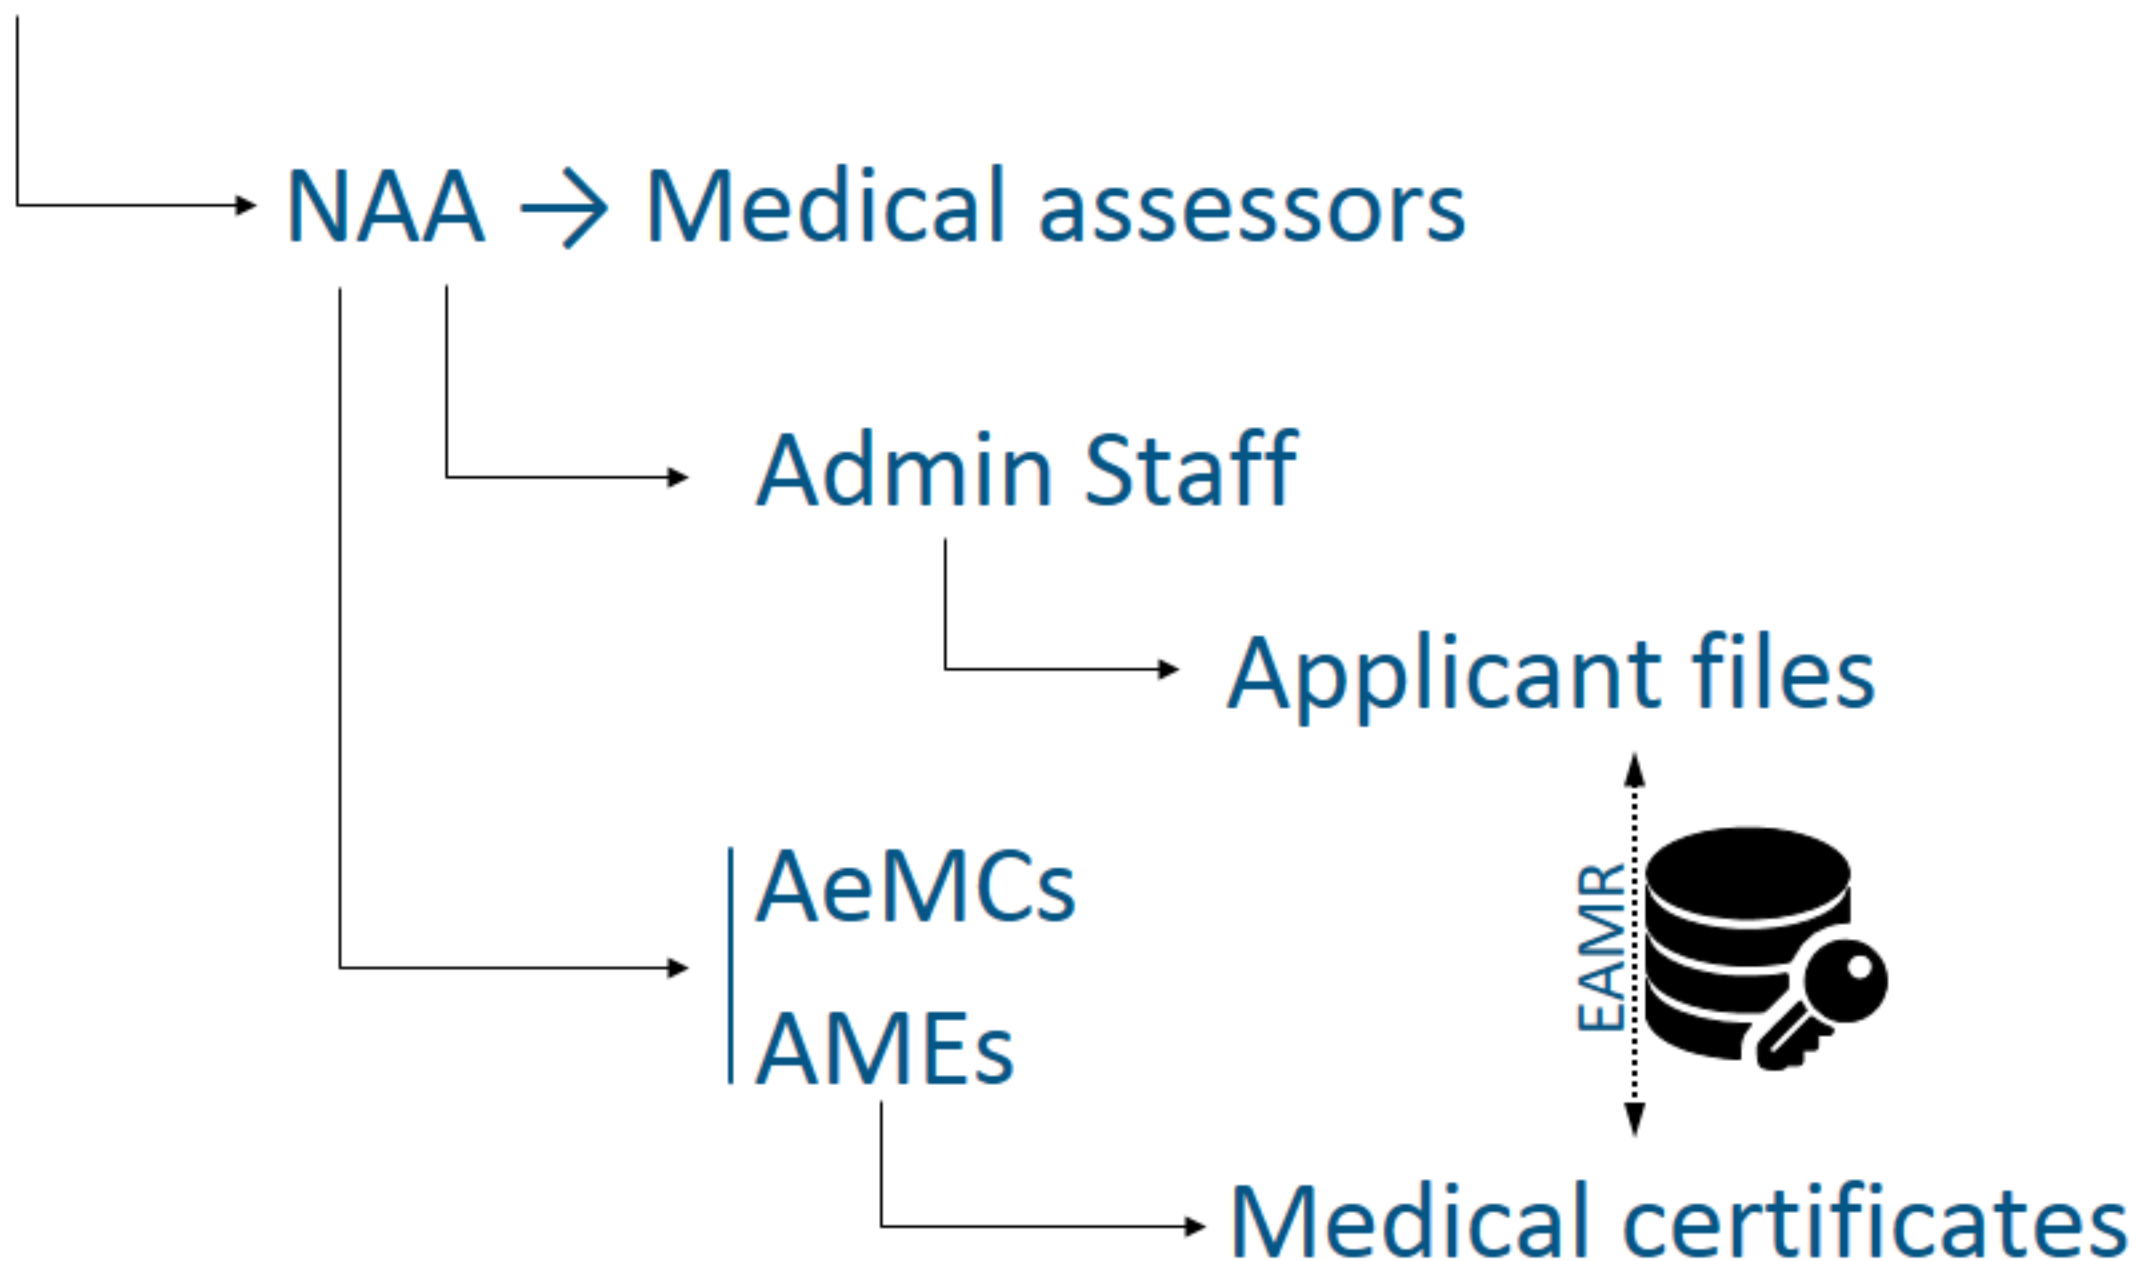 NAA → Medical assessors
Admin Staff
Applicant files
AeMCs
AMEs
EAMR
Medical certificates